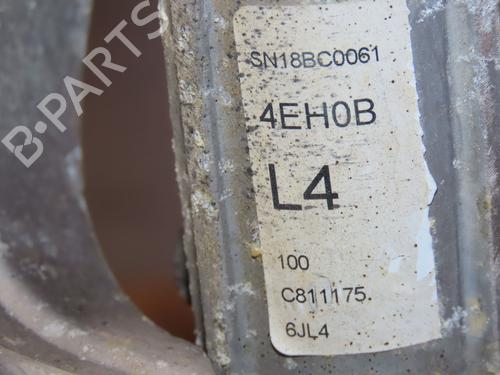 B-PARTS
SN18BC0061
4EH0B
L4
100
C811175.
6JL4